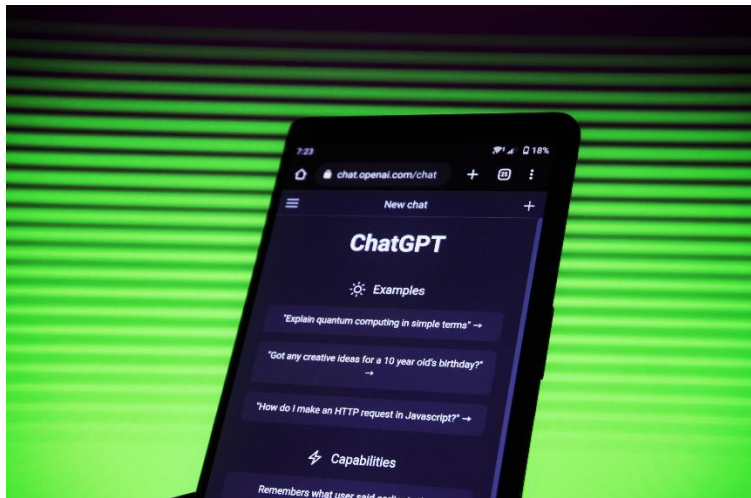 7:23 18%
chat.openai.com/chat 25
New chat
ChatGPT
Examples
"Explain quantum computing in simple terms" →
"Got any creative ideas for a 10 year old's birthday?"
→
"How do I make an HTTP request in Javascript?" →
Capabilities
Remembers what user said